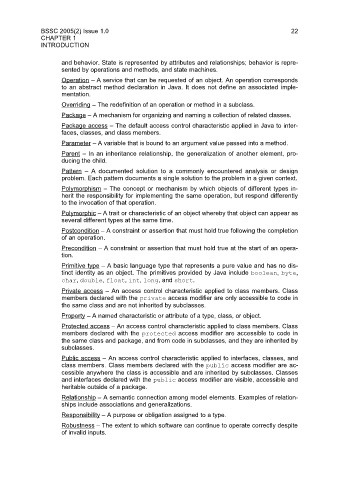 BSSC 2005(2) Issue 1.0 22
CHAPTER 1
INTRODUCTION
and behavior. State is represented by attributes and relationships; behavior is repre-
sented by operations and methods, and state machines.
Operation – A service that can be requested of an object. An operation corresponds
to an abstract method declaration in Java. It does not define an associated imple-
mentation.
Overriding – The redefinition of an operation or method in a subclass.
Package – A mechanism for organizing and naming a collection of related classes.
Package access – The default access control characteristic applied in Java to inter-
faces, classes, and class members.
Parameter – A variable that is bound to an argument value passed into a method.
Parent – In an inheritance relationship, the generalization of another element, pro-
ducing the child.
Pattern – A documented solution to a commonly encountered analysis or design
problem. Each pattern documents a single solution to the problem in a given context.
Polymorphism – The concept or mechanism by which objects of different types in-
herit the responsibility for implementing the same operation, but respond differently
to the invocation of that operation.
Polymorphic – A trait or characteristic of an object whereby that object can appear as
several different types at the same time.
Postcondition – A constraint or assertion that must hold true following the completion
of an operation.
Precondition – A constraint or assertion that must hold true at the start of an opera-
tion.
Primitive type – A basic language type that represents a pure value and has no dis-
tinct identity as an object. The primitives provided by Java include boolean, byte,
char, double, float, int, long, and short.
Private access – An access control characteristic applied to class members. Class
members declared with the private access modifier are only accessible to code in
the same class and are not inherited by subclasses.
Property – A named characteristic or attribute of a type, class, or object.
Protected access – An access control characteristic applied to class members. Class
members declared with the protected access modifier are accessible to code in
the same class and package, and from code in subclasses, and they are inherited by
subclasses.
Public access – An access control characteristic applied to interfaces, classes, and
class members. Class members declared with the public access modifier are ac-
cessible anywhere the class is accessible and are inherited by subclasses. Classes
and interfaces declared with the public access modifier are visible, accessible and
heritable outside of a package.
Relationship – A semantic connection among model elements. Examples of relation-
ships include associations and generalizations.
Responsibility – A purpose or obligation assigned to a type.
Robustness – The extent to which software can continue to operate correctly despite
of invalid inputs.